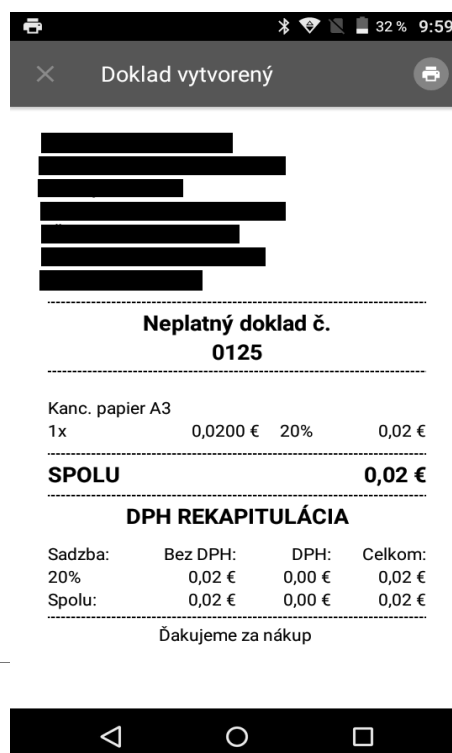 32 % 9:59
Doklad vytvorený
Neplatný doklad č.
0125
Kanc. papier A3
1x 0,0200 € 20% 0,02 €
SPOLU 0,02 €
DPH REKAPITULÁCIA
Sadzba: Bez DPH: DPH: Celkom:
20% 0,02 € 0,00 € 0,02 €
Spolu: 0,02 € 0,00 € 0,02 €
Ďakujeme za nákup